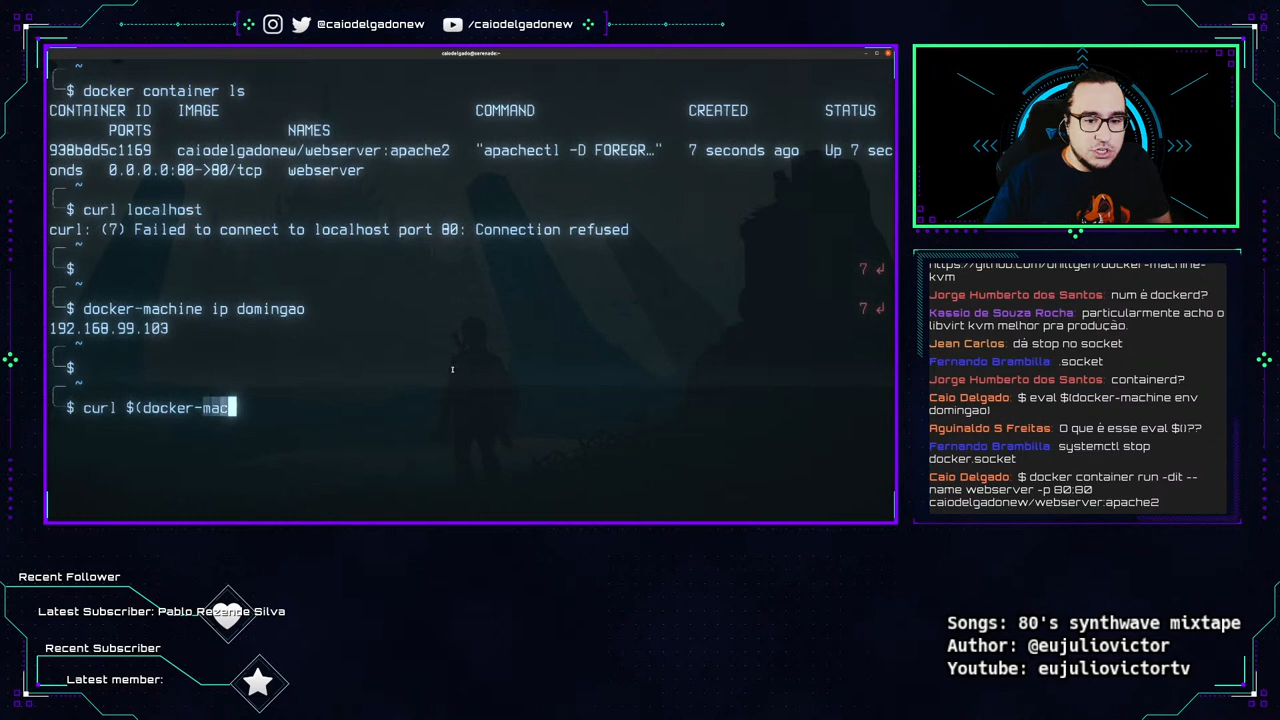 @caiodelgadonew /caiodelgadonew
caiodelgado@serenade:~
~
$ docker container ls
CONTAINER ID IMAGE COMMAND CREATED STATUS
PORTS NAMES
938b8d5c1169 caiodelgadonew/webserver:apache2 "apachectl -D FOREGR…" 7 seconds ago Up 7 sec
onds 0.0.0.0:80->80/tcp webserver
~
$ curl localhost
curl: (7) Failed to connect to localhost port 80: Connection refused
~
$ 7 ↲
~
$ docker-machine ip domingao 7 ↲
192.168.99.103
~
$
~
$ curl $(docker-mac
kvm
Jorge Humberto dos Santos: num é dockerd?
Kassio de Souza Rocha: particularmente acho o
libvirt kvm melhor pra produção.
Jean Carlos: dá stop no socket
Fernando Brambilla: .socket
Jorge Humberto dos Santos: containerd?
Caio Delgado: $ eval $(docker-machine env
domingao)
Aguinaldo S Freitas: O que é esse eval $()??
Fernando Brambilla: systemctl stop
docker.socket
Caio Delgado: $ docker container run -dit --
name webserver -p 80:80
caiodelgadonew/webserver:apache2
Recent Follower
Latest Subscriber: Pablo Rezende Silva
Recent Subscriber
Latest member:
Songs: 80's synthwave mixtape
Author: @eujuliovictor
Youtube: eujuliovictortv